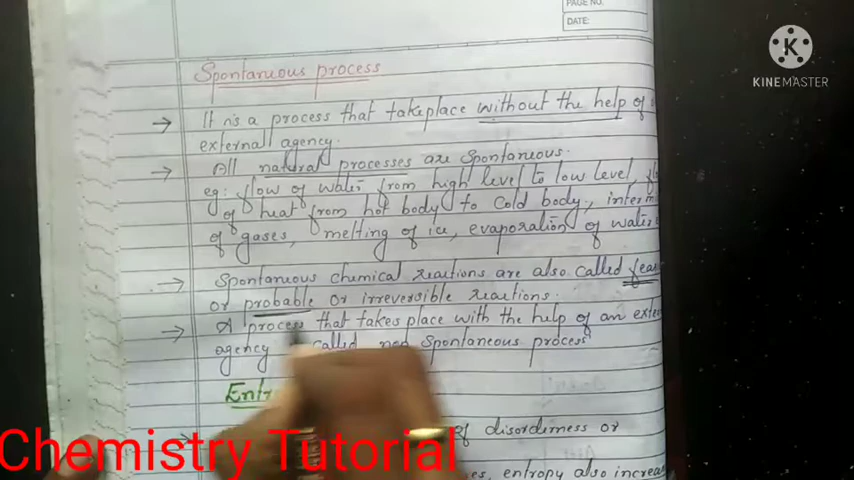 PAGE NO.
DATE:
K
KINEMASTER
Spontaneous process
→ It is a process that takeplace without the help of
external agency.
→ All natural processes are Spontaneous.
eg: flow of water from high level to low level,
of heat from hot body to cold body,
of gases, melting of ice, evaporation of water
→ Spontaneous chemical reactions are also called
or probable or irreversible reactions.
→ A process that takes place with the help of an
agency called non Spontaneous process
of disorderness or
entropy also
Chemistry Tutorial